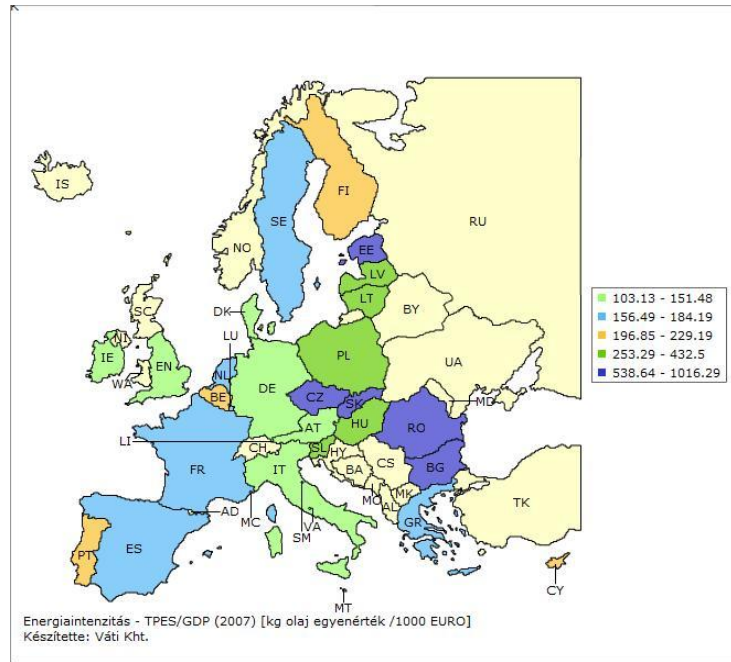 IS
RU
FI
SE
NO
EE
LV
LT
BY
SC
DK
NI
LU
IE
EN
WA
NL
DE
PL
UA
BE
CZ
SK
MD
AT
HU
RO
LI
CH
SL
HY
FR
IT
BA
CS
BG
MO
MK
AL
TK
AD
MC
VA
SM
GR
PT
ES
CY
MT
103.13 - 151.48
156.49 - 184.19
196.85 - 229.19
253.29 - 432.5
538.64 - 1016.29
Energiaintenzitás - TPES/GDP (2007) [kg olaj egyenérték /1000 EURO]
Készítette: Váti Kht.